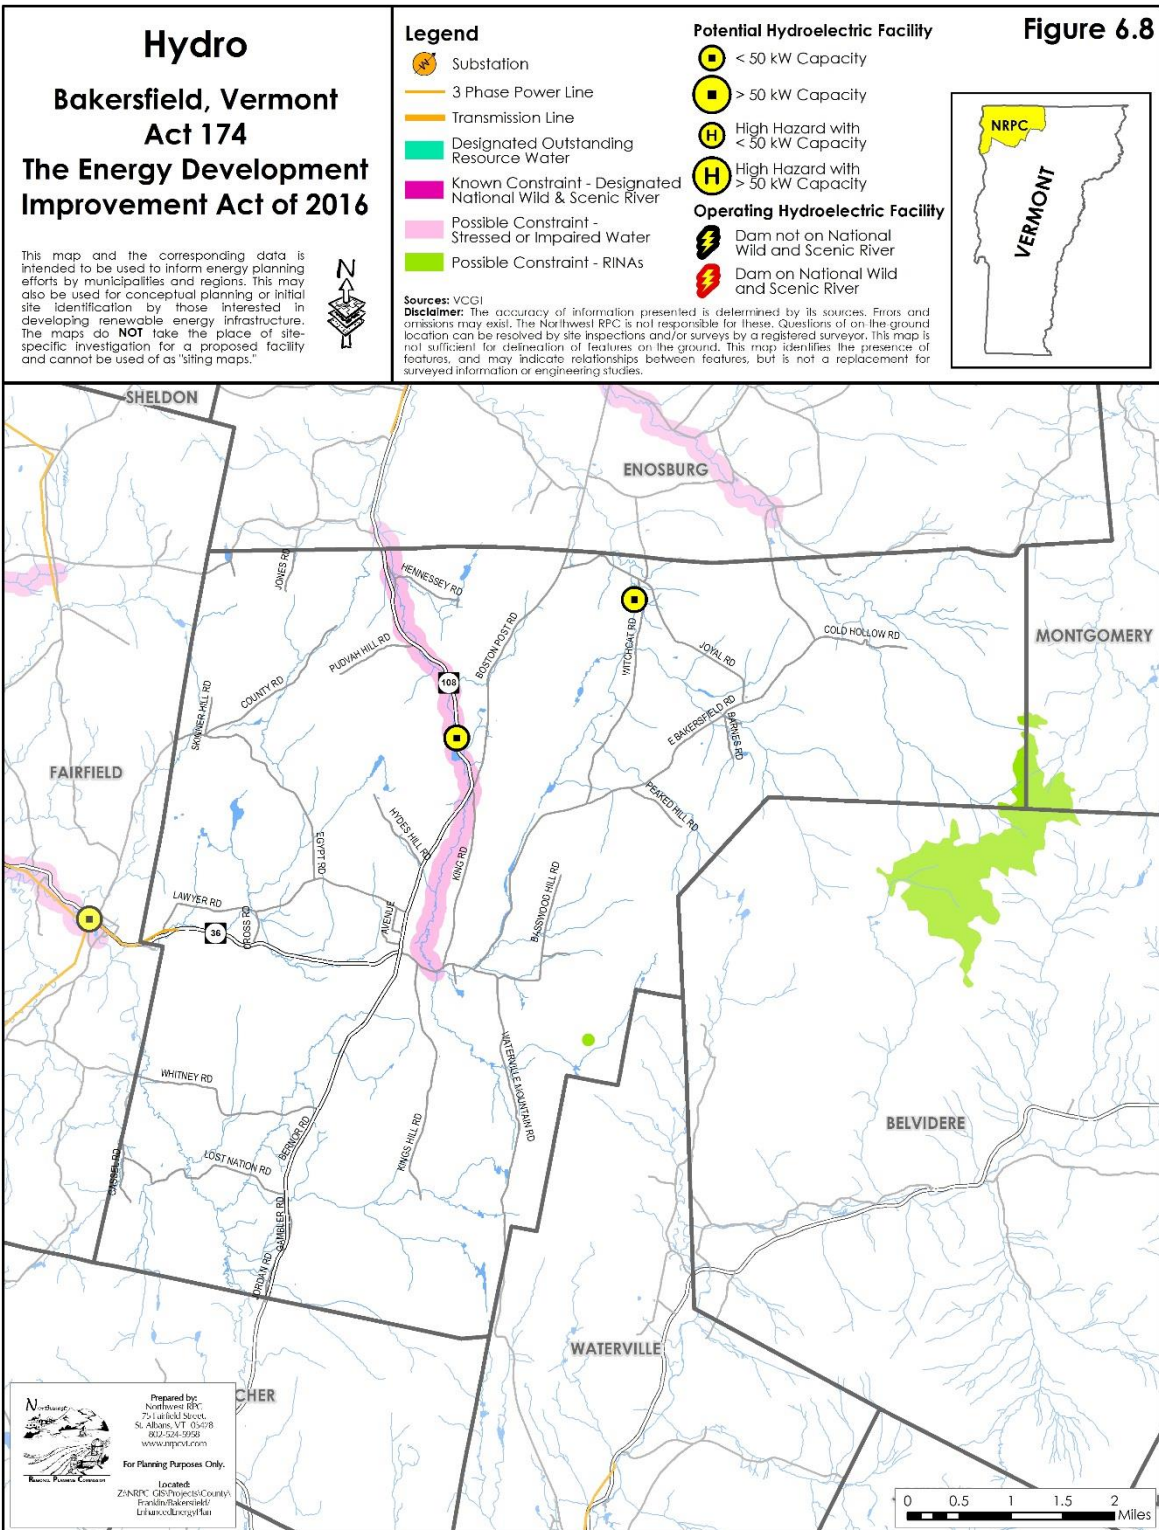 Hydro
Bakersfield, Vermont
Act 174
The Energy Development
Improvement Act of 2016
This map and the corresponding data is
intended to be used to inform energy planning
efforts by municipalities and regions. This may
also be used for conceptual planning or initial
site identification by those interested in
developing renewable energy infrastructure.
The maps do NOT take the place of site-
specific investigation for a proposed facility
and cannot be used of as "siting maps."
N
Legend
W
Substation
3 Phase Power Line
Transmission Line
Designated Outstanding
Resource Water
Known Constraint - Designated
National Wild & Scenic River
Possible Constraint -
Stressed or Impaired Water
Possible Constraint - RINAs
Potential Hydroelectric Facility
< 50 kW Capacity
> 50 kW Capacity
H
High Hazard with
< 50 kW Capacity
H
High Hazard with
> 50 kW Capacity
Operating Hydroelectric Facility
Dam not on National
Wild and Scenic River
Dam on National Wild
and Scenic River
Figure 6.8
NRPC
VERMONT
Sources: VCGI
Disclaimer: The accuracy of information presented is determined by its sources. Errors and
omissions may exist. The Northwest RPC is not responsible for these. Questions of on-the-ground
location can be resolved by site inspections and/or surveys by a registered surveyor. This map is
not sufficient for delineation of features on the ground. This map identifies the presence of
features, and may indicate relationships between features, but is not a replacement for
surveyed information or engineering studies.
SHELDON
ENOSBURG
JONES RD
HENNESSEY RD
BOSTON POST RD
WITCHCAT RD
JOYAL RD
COLD HOLLOW RD
MONTGOMERY
PUDVAH HILL RD
COUNTY RD
SKINNER HILL RD
108
E BAKERSFIELD RD
BARNES RD
FAIRFIELD
PEAKED HILL RD
HYDES HILL RD
EGYPT RD
KING RD
BASSWOOD HILL RD
LAWYER RD
CROSS RD
AVENUE
36
WATERVILLE MOUNTAIN RD
WHITNEY RD
BERNOR RD
KINGS HILL RD
LOST NATION RD
CASSEL RD
GAMBLER RD
JORDAN RD
BELVIDERE
WATERVILLE
CHER
Northwest
REGIONAL PLANNING COMMISSION
Prepared by:
Northwest RPC
75 Fairfield Street,
St. Albans, VT 05478
802-524-5958
www.nrpcvt.com
For Planning Purposes Only.
Located:
Z:\NRPC_GIS\Projects\County\
Franklin/Bakersfield/
EnhancedEnergyPlan
0 0.5 1 1.5 2
Miles